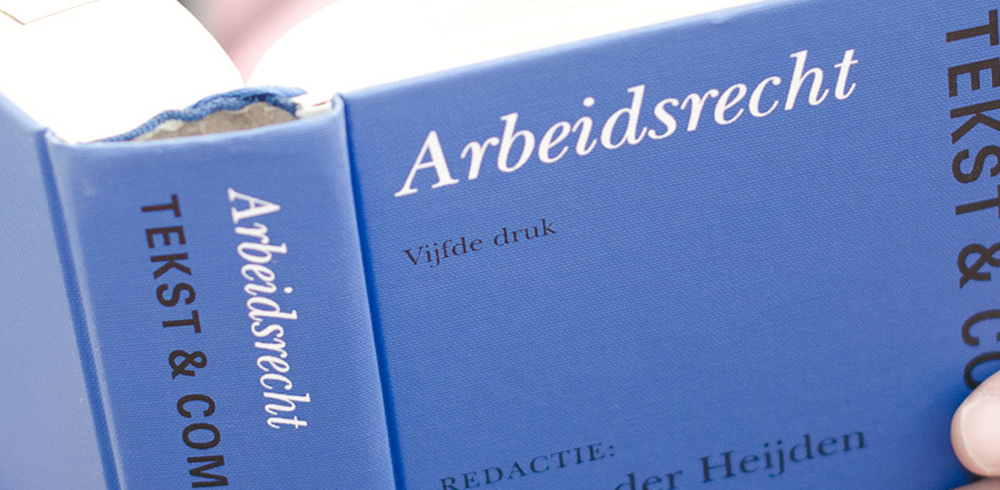 Arbeidsrecht
TEKST & COM
Arbeidsrecht
Vijfde druk
REDACTIE:
der Heijden
TEKST & CO